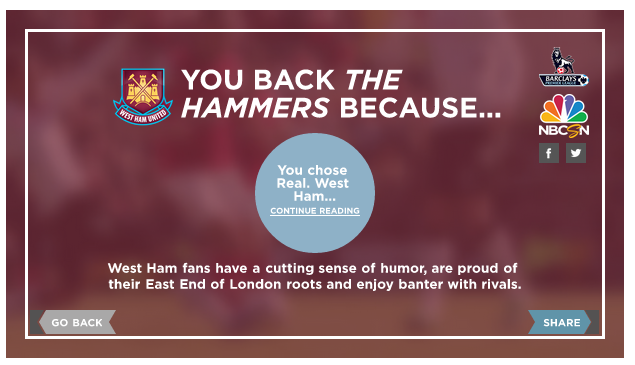 YOU BACK THE
HAMMERS BECAUSE...
WEST HAM UNITED
BARCLAYS
PREMIER LEAGUE
NBCSN
You chose
Real. West
Ham...
CONTINUE READING
West Ham fans have a cutting sense of humor, are proud of
their East End of London roots and enjoy banter with rivals.
GO BACK
SHARE